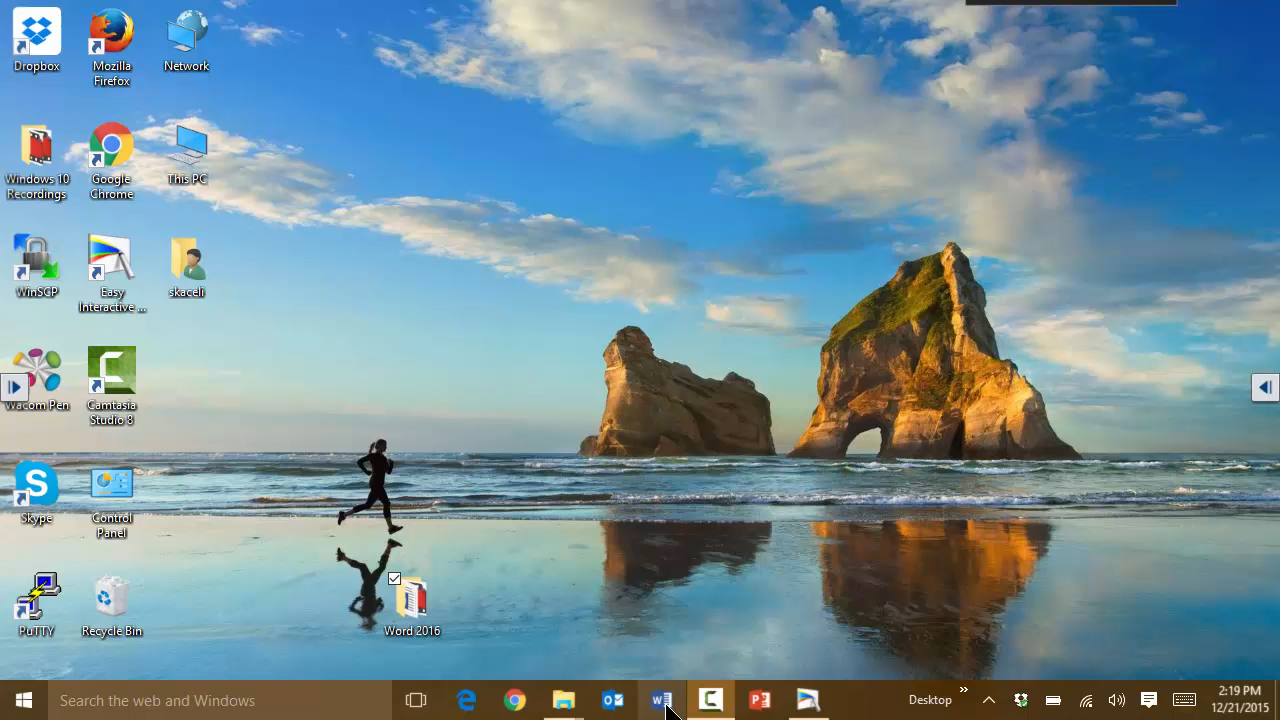 Dropbox
Mozilla
Firefox
Network
Windows 10
Recordings
Google
Chrome
This PC
WinSCP
Easy
Interactive ...
skaceli
Wacom Pen
Camtasia
Studio 8
Skype
Control
Panel
PuTTY
Recycle Bin
Word 2016
Search the web and Windows
Desktop
2:19 PM
12/21/2015